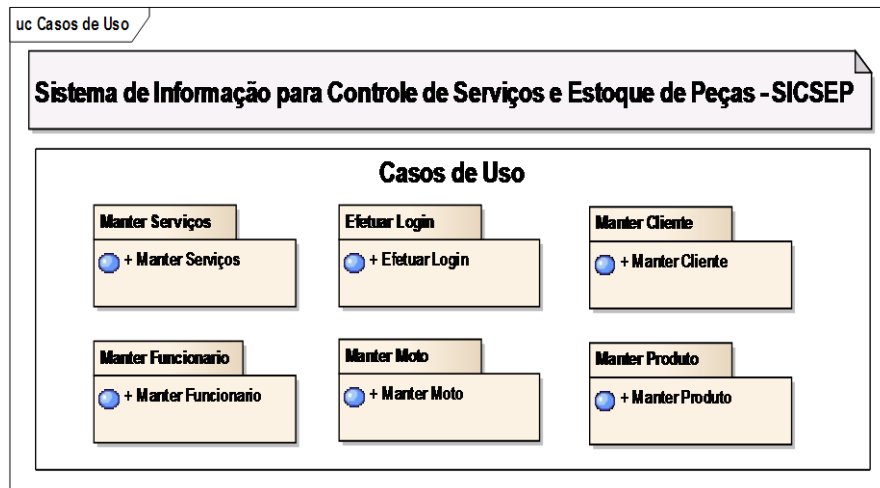 uc Casos de Uso
Sistema de Informação para Controle de Serviços e Estoque de Peças - SICSEP
Casos de Uso
Manter Serviços
+ Manter Serviços
Efetuar Login
+ Efetuar Login
Manter Cliente
+ Manter Cliente
Manter Funcionario
+ Manter Funcionario
Manter Moto
+ Manter Moto
Manter Produto
+ Manter Produto